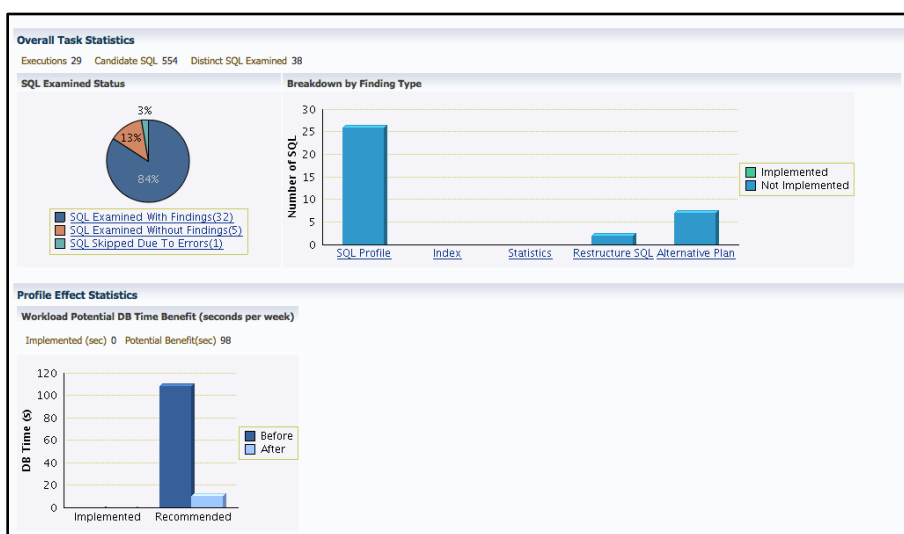 Overall Task Statistics
Executions 29 Candidate SQL 554 Distinct SQL Examined 38
SQL Examined Status
3%
13%
84%
SQL Examined With Findings(32)
SQL Examined Without Findings(5)
SQL Skipped Due To Errors(1)
Breakdown by Finding Type
Number of SQL
30
25
20
15
10
5
0
SQL Profile Index Statistics Restructure SQL Alternative Plan
Implemented
Not Implemented
Profile Effect Statistics
Workload Potential DB Time Benefit (seconds per week)
Implemented (sec) 0 Potential Benefit(sec) 98
DB Time (s)
120
100
80
60
40
20
0
Implemented Recommended
Before
After